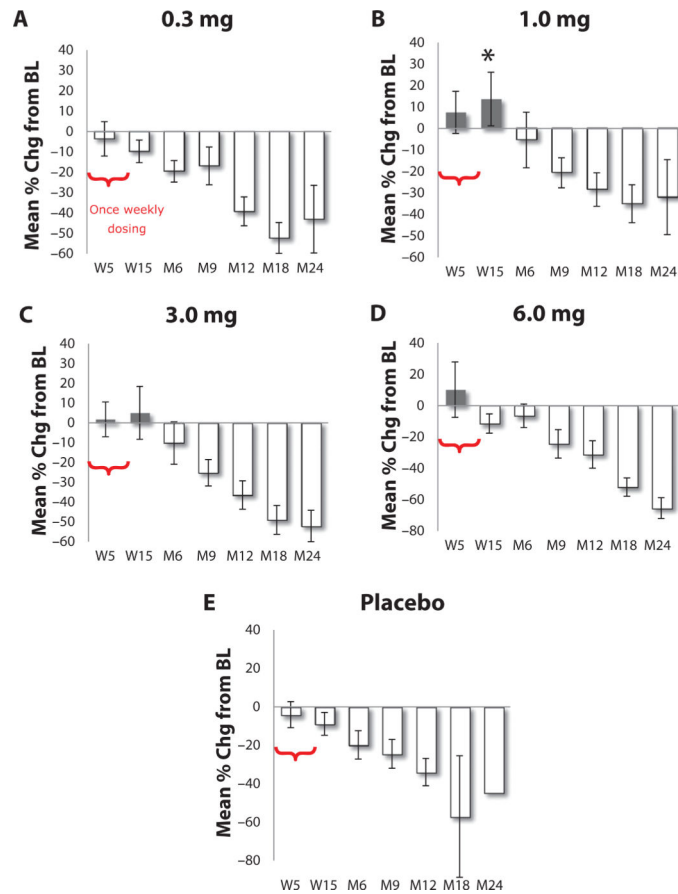 A 0.3 mg
Mean % Chg from BL
40
30
20
10
0
–10
–20
–30
–40
–50
–60
Once weekly
dosing
W5 W15 M6 M9 M12 M18 M24
B 1.0 mg
Mean % Chg from BL
40
30
20
10
0
–10
–20
–30
–40
–50
–60
*
W5 W15 M6 M9 M12 M18 M24
C 3.0 mg
Mean % Chg from BL
40
30
20
10
0
–10
–20
–30
–40
–50
–60
W5 W15 M6 M9 M12 M18 M24
D 6.0 mg
Mean % Chg from BL
40
20
0
–20
–40
–60
–80
W5 W15 M6 M9 M12 M18 M24
E Placebo
Mean % Chg from BL
40
20
0
–20
–40
–60
–80
W5 W15 M6 M9 M12 M18 M24